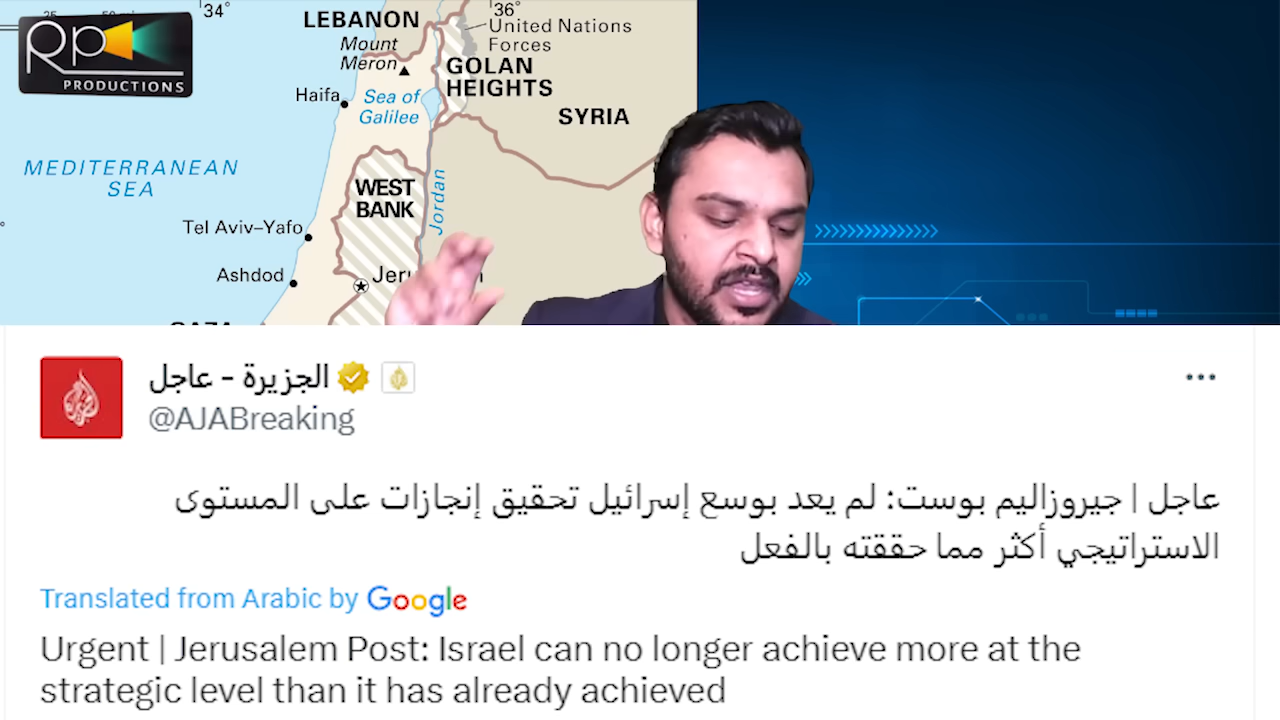 RP
PRODUCTIONS
34°
36°
LEBANON
United Nations
Forces
Mount
Meron
GOLAN
HEIGHTS
Haifa
Sea of
Galilee
SYRIA
MEDITERRANEAN
SEA
WEST
BANK
Jordan
Tel Aviv–Yafo
Ashdod
الجزيرة - عاجل
@AJABreaking
عاجل | جيروزاليم بوست: لم يعد بوسع إسرائيل تحقيق إنجازات على المستوى
الاستراتيجي أكثر مما حققته بالفعل
Translated from Arabic by Google
Urgent | Jerusalem Post: Israel can no longer achieve more at the
strategic level than it has already achieved